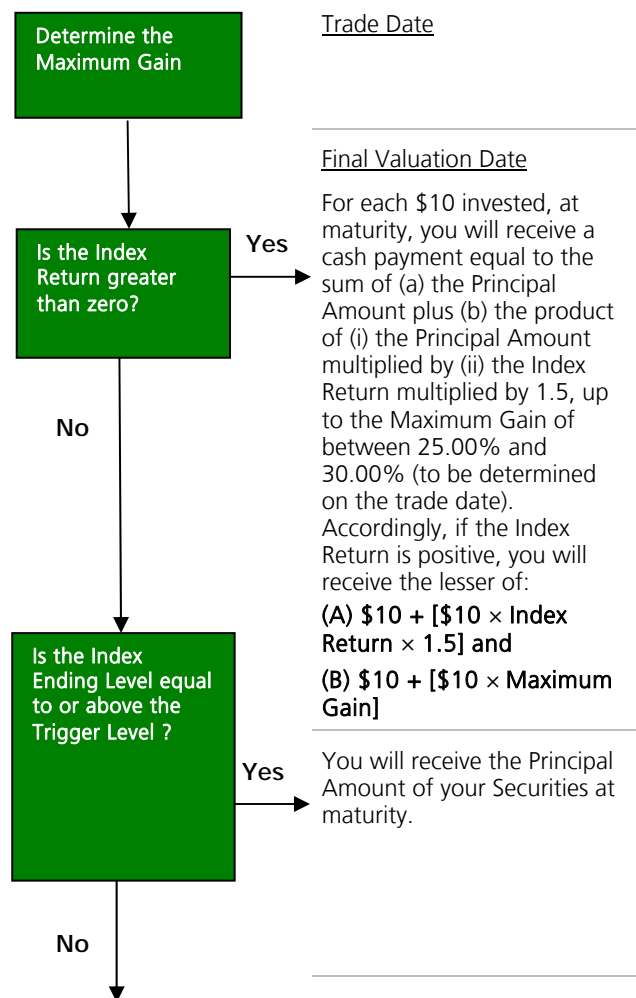 Determine the
Maximum Gain
Trade Date
Final Valuation Date
Is the Index
Return greater
than zero?
Yes
For each $10 invested, at
maturity, you will receive a
cash payment equal to the
sum of (a) the Principal
Amount plus (b) the product
of (i) the Principal Amount
multiplied by (ii) the Index
Return multiplied by 1.5, up
to the Maximum Gain of
between 25.00% and
30.00% (to be determined
on the trade date).
Accordingly, if the Index
Return is positive, you will
receive the lesser of:
(A) $10 + [$10 × Index
Return × 1.5] and
(B) $10 + [$10 × Maximum
Gain]
No
Is the Index
Ending Level equal
to or above the
Trigger Level ?
Yes
You will receive the Principal
Amount of your Securities at
maturity.
No